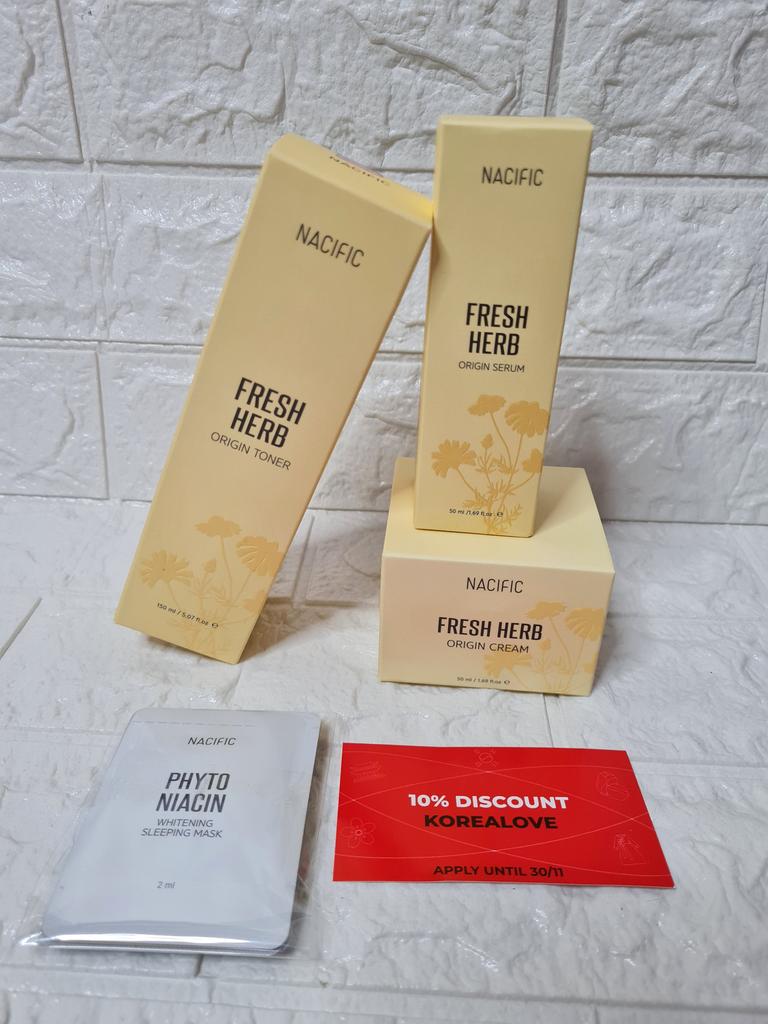 NACIFIC
NACIFIC
FRESH
HERB
ORIGIN TONER
150 ml / 5.07 fl.oz ℮
NACIFIC
FRESH
HERB
ORIGIN SERUM
50 ml /1.69 fl.oz. ℮
NACIFIC
FRESH HERB
ORIGIN CREAM
50 ml / 1.69 fl.oz ℮
NACIFIC
PHYTO
NIACIN
WHITENING
SLEEPING MASK
2 ml
10% DISCOUNT
KOREALOVE
APPLY UNTIL 30/11